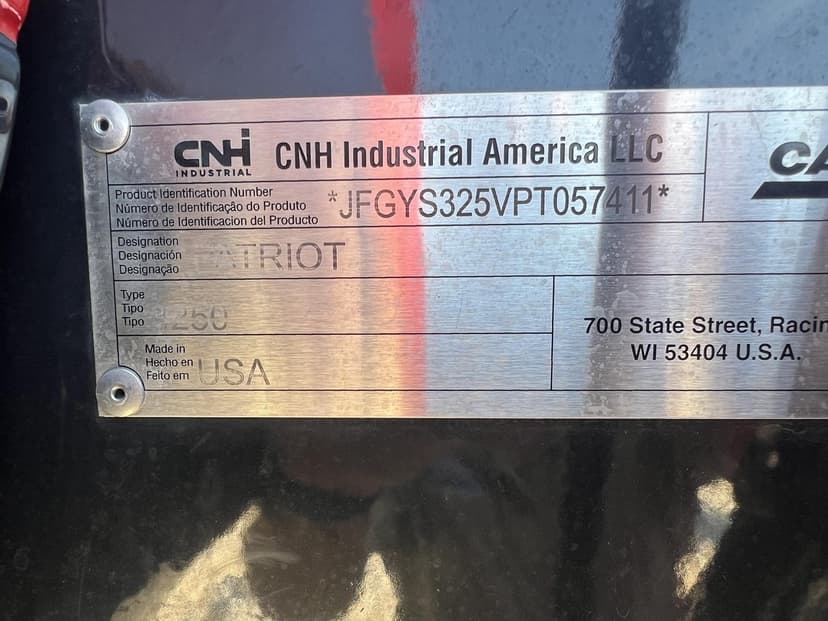 CNH
INDUSTRIAL
CNH Industrial America LLC
CA
Product Identification Number
Número de Identificação do Produto
Número de Identificacion del Producto
*JFGYS325VPT057411*
Designation
Designación
Designação
PATRIOT
Type
Tipo
Tipo
Made in
Hecho en
Feito em
USA
700 State Street, Racin
WI 53404 U.S.A.